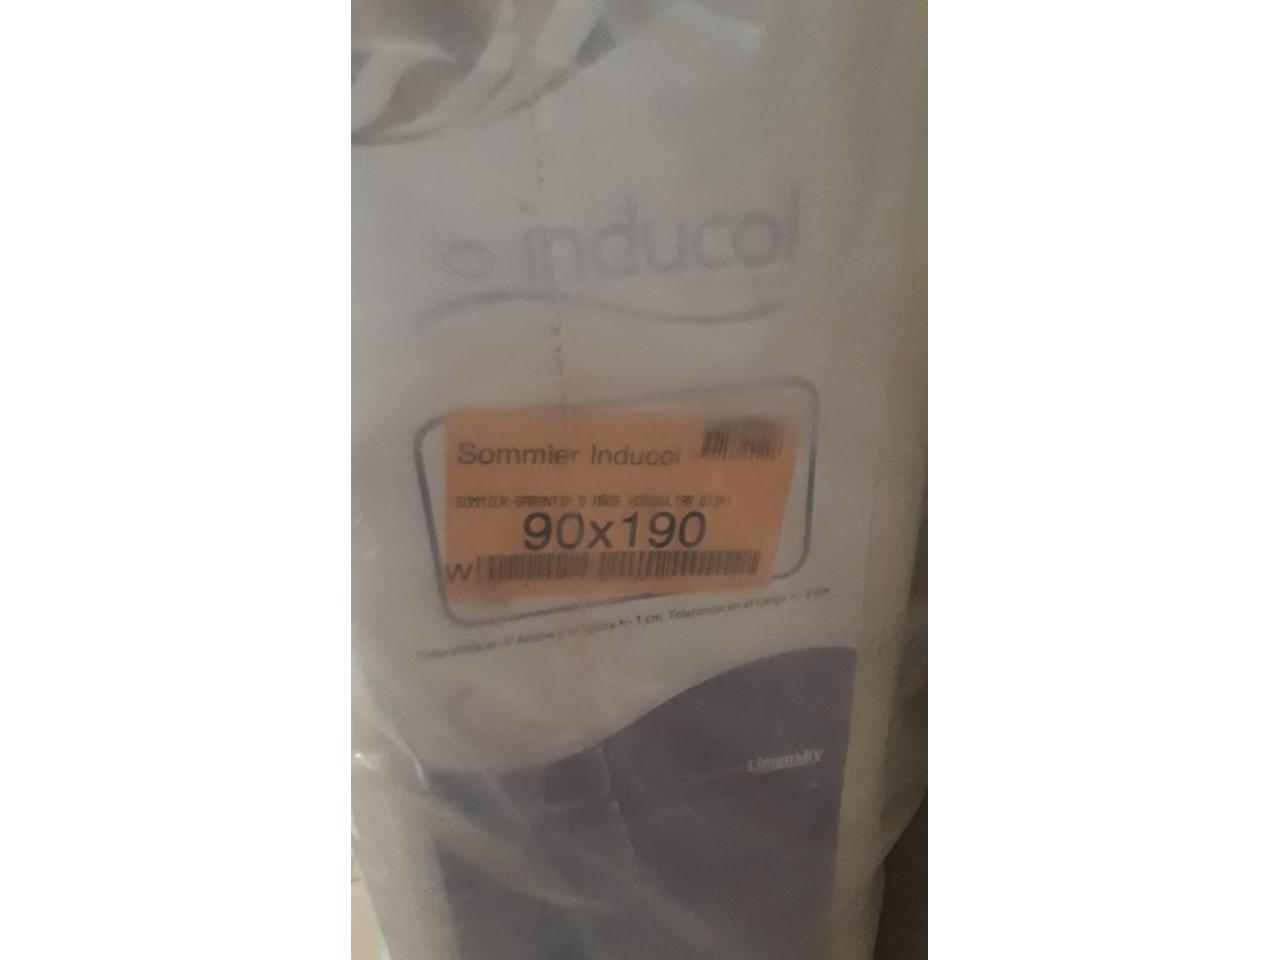 inducol
Sommier Inducol
SOMMIER-GARANTIA 5 AÑOS (CONSULTAR
90x190
W
Tolerancia en el Ancho y la Altura +/- 1 cm. Tolerancia en el Largo +/- 2 cm
Limansky